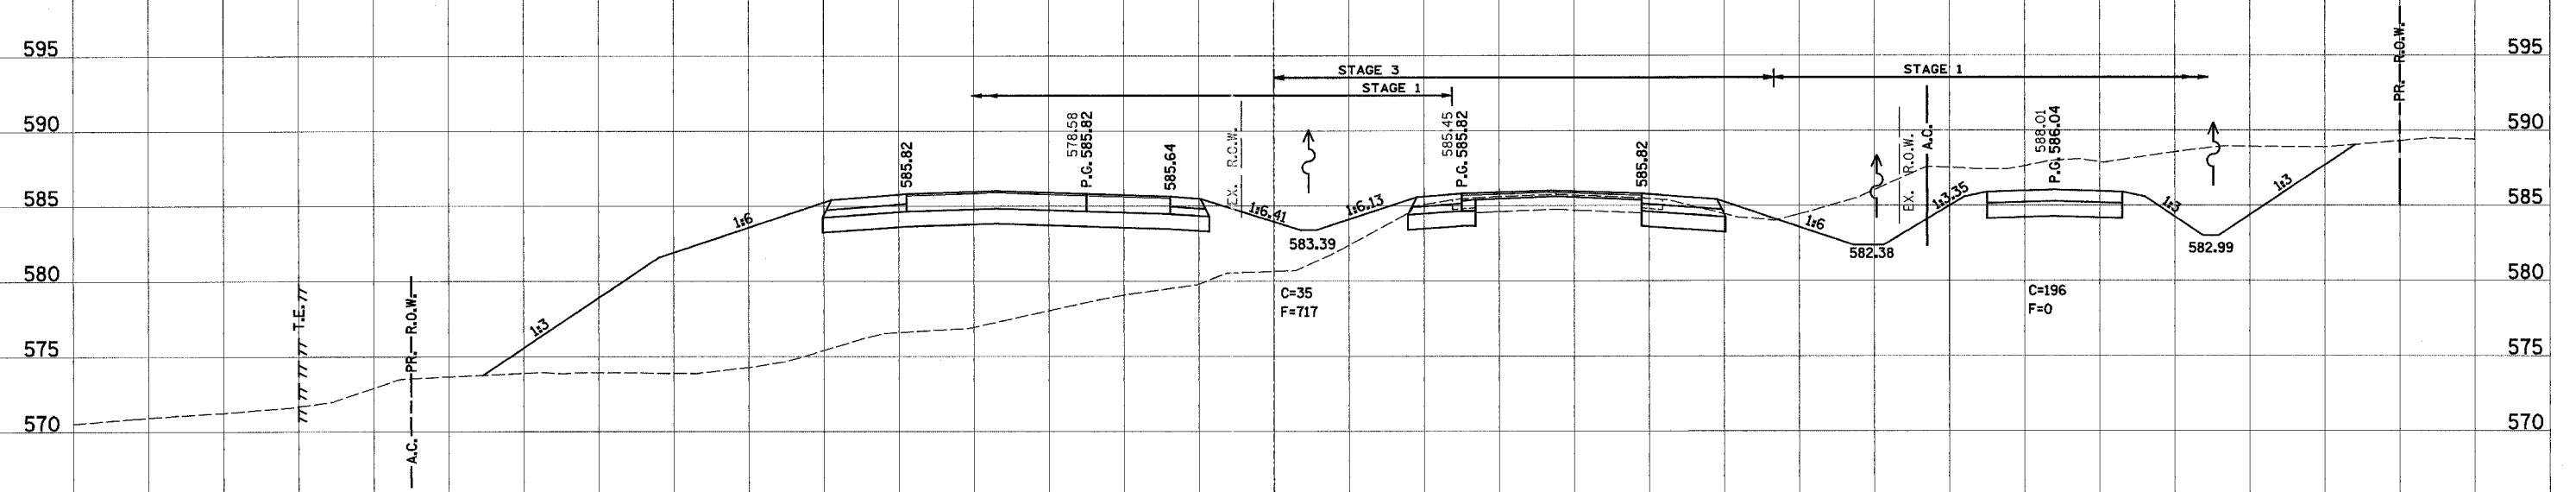 595
595
590
590
585
585
580
580
575
575
570
570
STAGE 3
STAGE 1
STAGE 1
T.E.
A.C.
PR. R.O.W.
1:3
1:6
585.82
578.58
P.G. 585.82
585.64
EX. R.O.W.
1:6.41
583.39
1:6.13
585.45
P.G. 585.82
585.82
1:6
582.38
EX. R.O.W.
A.C.
1:3.35
588.01
P.G. 586.04
1:3
582.99
1:3
PR. R.O.W.
C=35
F=717
C=196
F=0